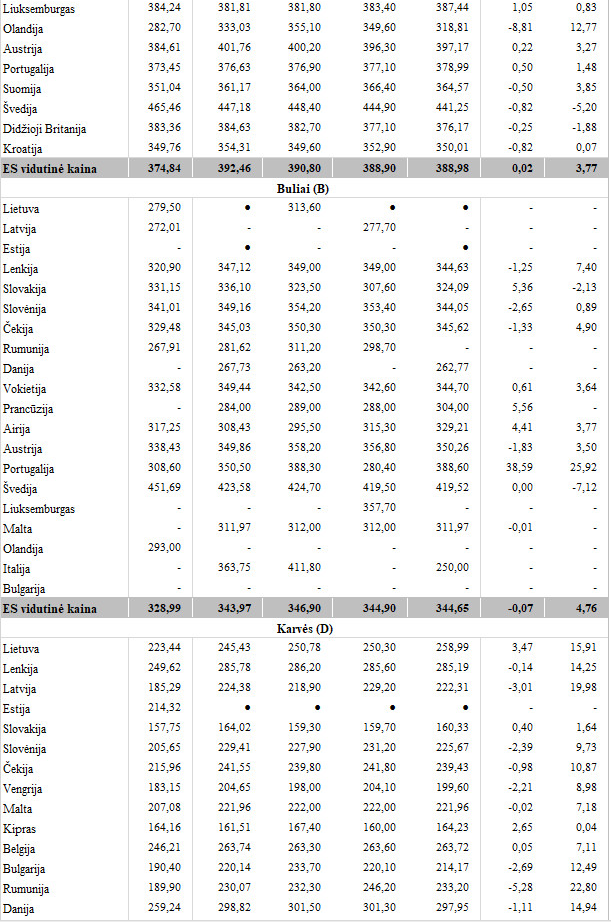 Liuksemburgas 384,24 381,81 381,80 383,40 387,44 1,05 0,83
Olandija 282,70 333,03 355,10 349,60 318,81 -8,81 12,77
Austrija 384,61 401,76 400,20 396,30 397,17 0,22 3,27
Portugalija 373,45 376,63 376,90 377,10 378,99 0,50 1,48
Suomija 351,04 361,17 364,00 366,40 364,57 -0,50 3,85
Švedija 465,46 447,18 448,40 444,90 441,25 -0,82 -5,20
Didžioji Britanija 383,36 384,63 382,70 377,10 376,17 -0,25 -1,88
Kroatija 349,76 354,31 349,60 352,90 350,01 -0,82 0,07
ES vidutinė kaina 374,84 392,46 390,80 388,90 388,98 0,02 3,77
Buliai (B)
Lietuva 279,50 ● 313,60 ● ● - -
Latvija 272,01 - - 277,70 - - -
Estija - ● - - ● - -
Lenkija 320,90 347,12 349,00 349,00 344,63 -1,25 7,40
Slovakija 331,15 336,10 323,50 307,60 324,09 5,36 -2,13
Slovėnija 341,01 349,16 354,20 353,40 344,05 -2,65 0,89
Čekija 329,48 345,03 350,30 350,30 345,62 -1,33 4,90
Rumunija 267,91 281,62 311,20 298,70 - - -
Danija - 267,73 263,20 - 262,77 - -
Vokietija 332,58 349,44 342,50 342,60 344,70 0,61 3,64
Prancūzija - 284,00 289,00 288,00 304,00 5,56 -
Airija 317,25 308,43 295,50 315,30 329,21 4,41 3,77
Austrija 338,43 349,86 358,20 356,80 350,26 -1,83 3,50
Portugalija 308,60 350,50 388,30 280,40 388,60 38,59 25,92
Švedija 451,69 423,58 424,70 419,50 419,52 0,00 -7,12
Liuksemburgas - - - 357,70 - - -
Malta - 311,97 312,00 312,00 311,97 -0,01 -
Olandija 293,00 - - - - - -
Italija - 363,75 411,80 - 250,00 - -
Bulgarija - - - - - - -
ES vidutinė kaina 328,99 343,97 346,90 344,90 344,65 -0,07 4,76
Karvės (D)
Lietuva 223,44 245,43 250,78 250,30 258,99 3,47 15,91
Lenkija 249,62 285,78 286,20 285,60 285,19 -0,14 14,25
Latvija 185,29 224,38 218,90 229,20 222,31 -3,01 19,98
Estija 214,32 ● ● ● ● - -
Slovakija 157,75 164,02 159,30 159,70 160,33 0,40 1,64
Slovėnija 205,65 229,41 227,90 231,20 225,67 -2,39 9,73
Čekija 215,96 241,55 239,80 241,80 239,43 -0,98 10,87
Vengrija 183,15 204,65 198,00 204,10 199,60 -2,21 8,98
Malta 207,08 221,96 222,00 222,00 221,96 -0,02 7,18
Kipras 164,16 161,51 167,40 160,00 164,23 2,65 0,04
Belgija 246,21 263,74 263,30 263,60 263,72 0,05 7,11
Bulgarija 190,40 220,14 233,70 220,10 214,17 -2,69 12,49
Rumunija 189,90 230,07 232,30 246,20 233,20 -5,28 22,80
Danija 259,24 298,82 301,50 301,30 297,95 -1,11 14,94